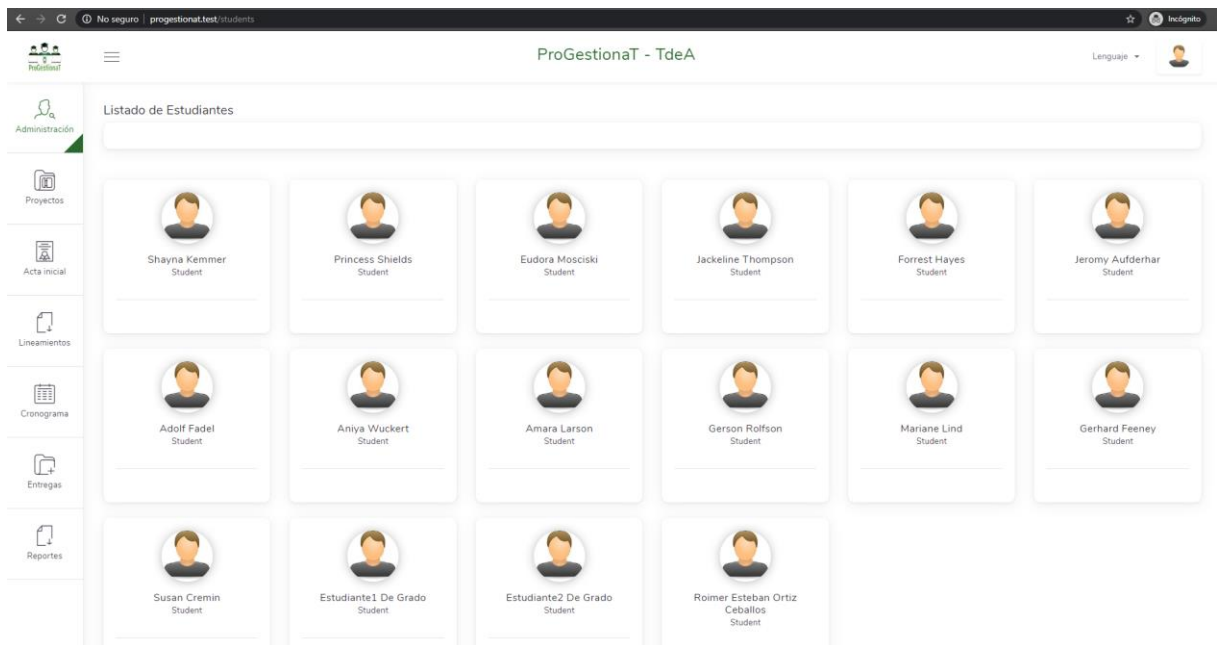 No seguro | progestionat.test/students
Incógnito
ProGestionaT
ProGestionaT - TdeA
Lenguaje
Administración
Proyectos
Acta inicial
Lineamientos
Cronograma
Entregas
Reportes
Listado de Estudiantes
Shayna Kemmer
Student
Princess Shields
Student
Eudora Mosciski
Student
Jackeline Thompson
Student
Forrest Hayes
Student
Jeromy Aufderhar
Student
Adolf Fadel
Student
Aniya Wuckert
Student
Amara Larson
Student
Gerson Rolfson
Student
Mariane Lind
Student
Gerhard Feeney
Student
Susan Cremin
Student
Estudiante1 De Grado
Student
Estudiante2 De Grado
Student
Roimer Esteban Ortiz
Ceballos
Student